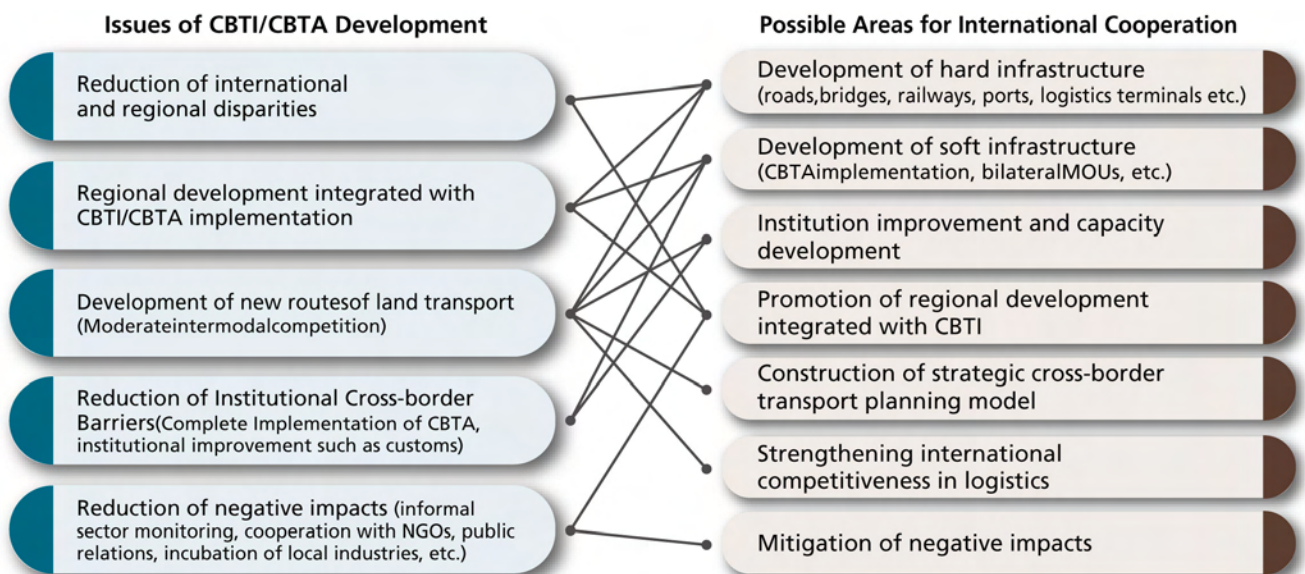 Issues of CBTI/CBTA Development
Reduction of international
and regional disparities
Regional development integrated with
CBTI/CBTA implementation
Development of new routesof land transport
(Moderateintermodalcompetition)
Reduction of Institutional Cross-border
Barriers(Complete Implementation of CBTA,
institutional improvement such as customs)
Reduction of negative impacts (informal
sector monitoring, cooperation with NGOs, public
relations, incubation of local industries, etc.)
Possible Areas for International Cooperation
Development of hard infrastructure
(roads,bridges, railways, ports, logistics terminals etc.)
Development of soft infrastructure
(CBTAimplementation, bilateralMOUs, etc.)
Institution improvement and capacity
development
Promotion of regional development
integrated with CBTI
Construction of strategic cross-border
transport planning model
Strengthening international
competitiveness in logistics
Mitigation of negative impacts